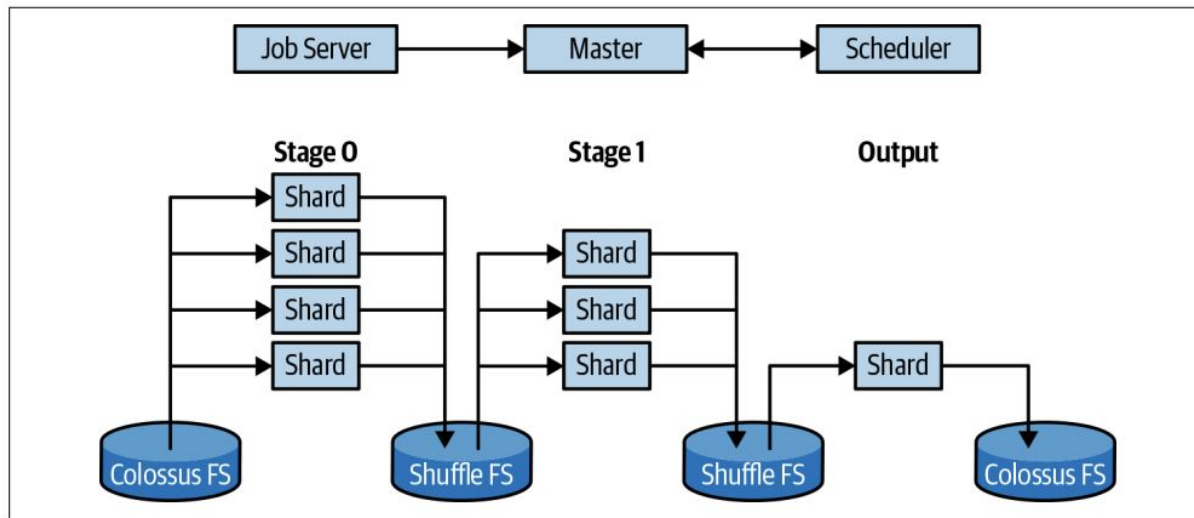 Job Server
Master
Scheduler
Stage 0
Stage 1
Output
Shard
Shard
Shard
Shard
Shard
Shard
Shard
Shard
Colossus FS
Shuffle FS
Shuffle FS
Colossus FS